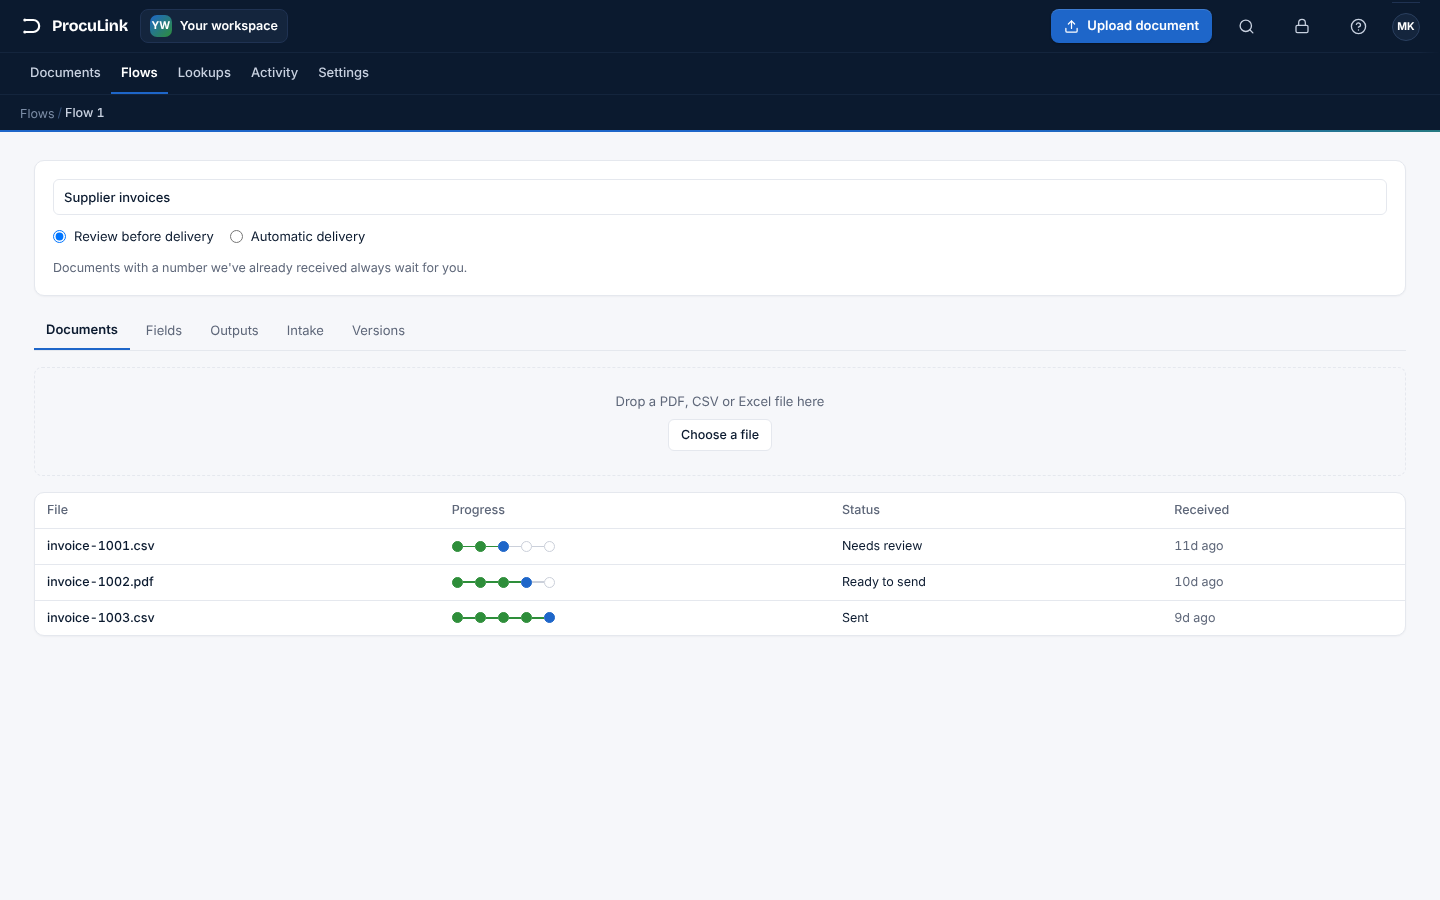 ProcuLink
YW Your workspace
Upload document
MK
Documents Flows Lookups Activity Settings
Flows / Flow 1
Supplier invoices
Review before delivery Automatic delivery
Documents with a number we've already received always wait for you.
Documents Fields Outputs Intake Versions
Drop a PDF, CSV or Excel file here
Choose a file
File Progress Status Received
invoice-1001.csv Needs review 11d ago
invoice-1002.pdf Ready to send 10d ago
invoice-1003.csv Sent 9d ago